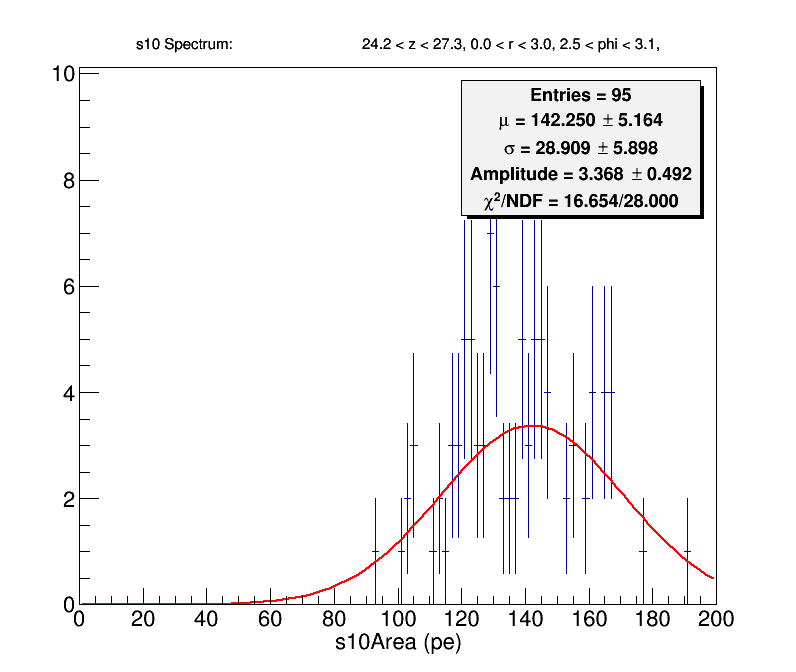 s10 Spectrum: 24.2 < z < 27.3, 0.0 < r < 3.0, 2.5 < phi < 3.1,
Entries = 95
μ = 142.250 ± 5.164
σ = 28.909 ± 5.898
Amplitude = 3.368 ± 0.492
χ²/NDF = 16.654/28.000
10
8
6
4
2
0
0 20 40 60 80 100 120 140 160 180 200
s10Area (pe)